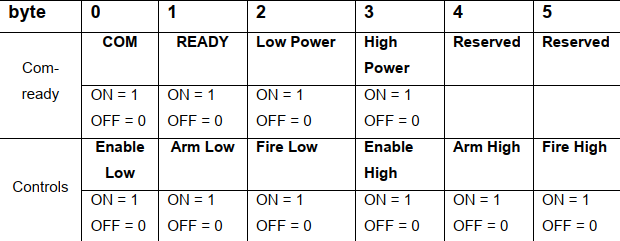 byte 0 1 2 3 4 5
COM READY Low Power High Reserved Reserved
Power
Com-
ready
ON = 1 ON = 1 ON = 1 ON = 1
OFF = 0 OFF = 0 OFF = 0 OFF = 0
Enable Arm Low Fire Low Enable Arm High Fire High
Low High
Controls
ON = 1 ON = 1 ON = 1 ON = 1 ON = 1 ON = 1
OFF = 0 OFF = 0 OFF = 0 OFF = 0 OFF = 0 OFF = 0